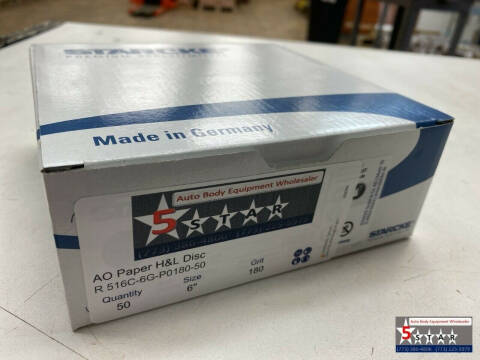 STARCKE
Made in Germany
Auto Body Equipment Wholesaler
5 STAR
AO Paper H&L Disc
R 516C-6G-P0180-50
Quantity Size Grit
50 6" 180
STARCKE
Auto Body Equipment Wholesaler
5 STAR